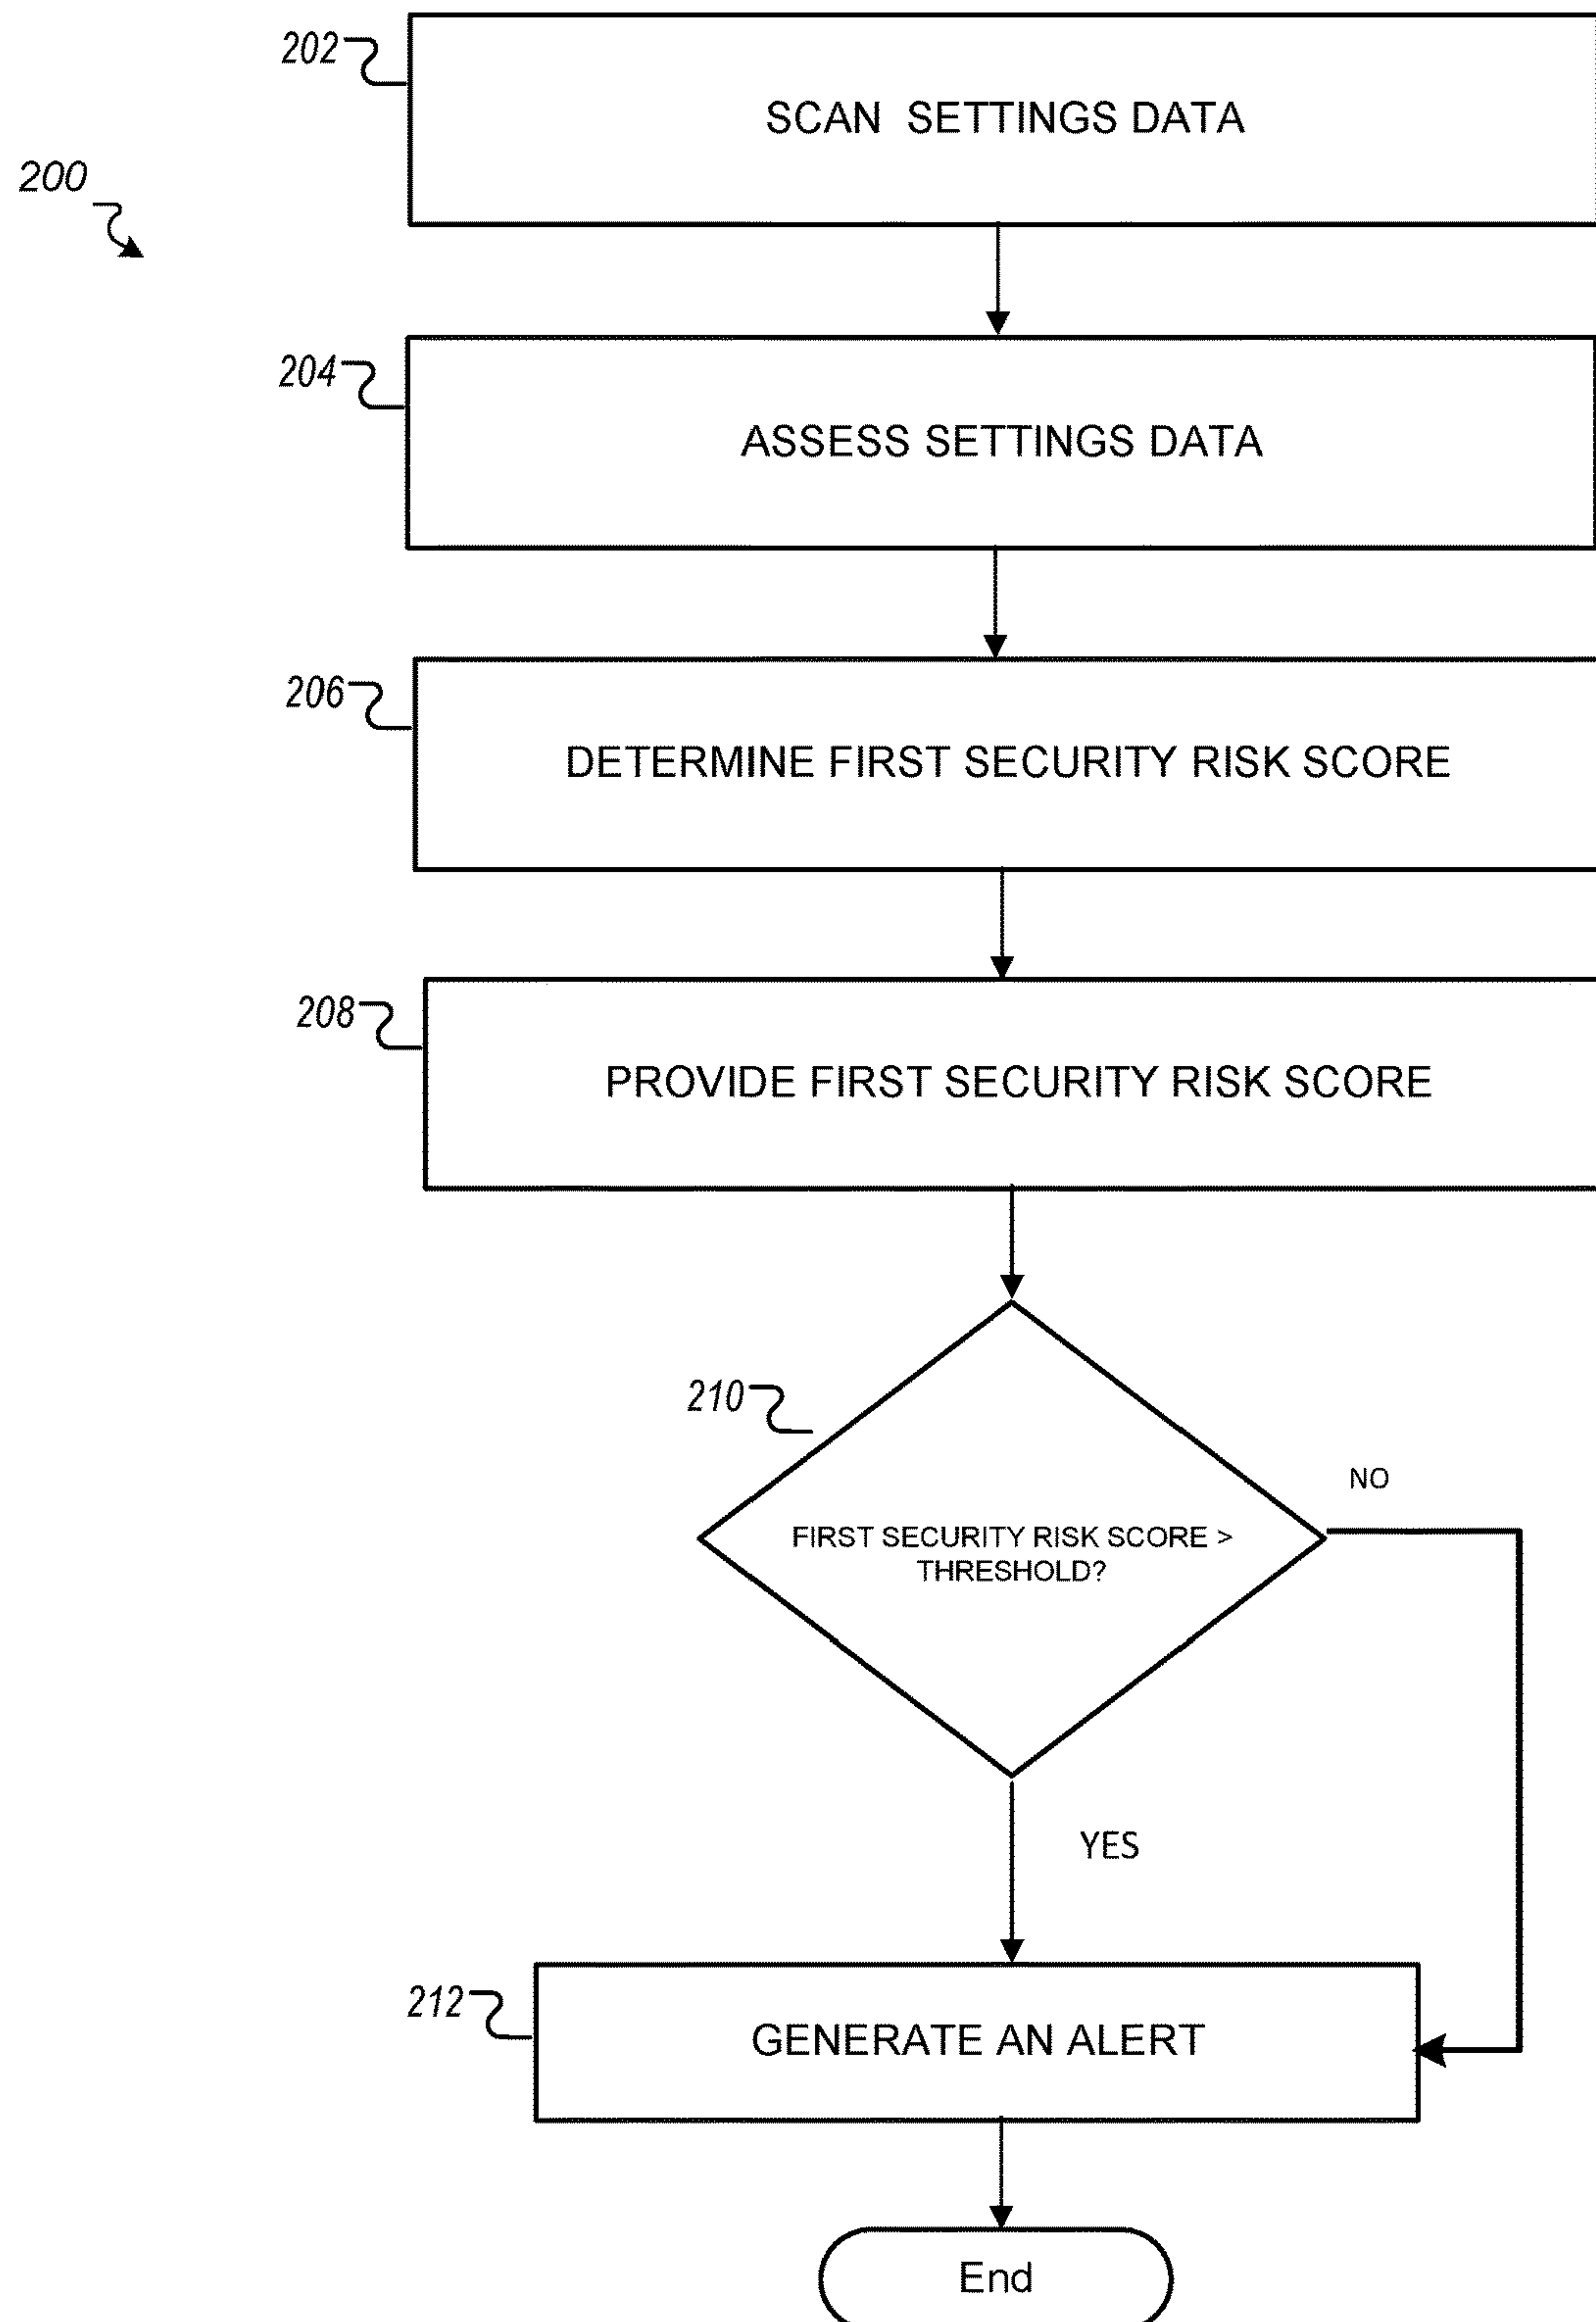 202
SCAN SETTINGS DATA
200
204
ASSESS SETTINGS DATA
206
DETERMINE FIRST SECURITY RISK SCORE
208
PROVIDE FIRST SECURITY RISK SCORE
210
NO
FIRST SECURITY RISK SCORE >
THRESHOLD?
YES
212
GENERATE AN ALERT
End